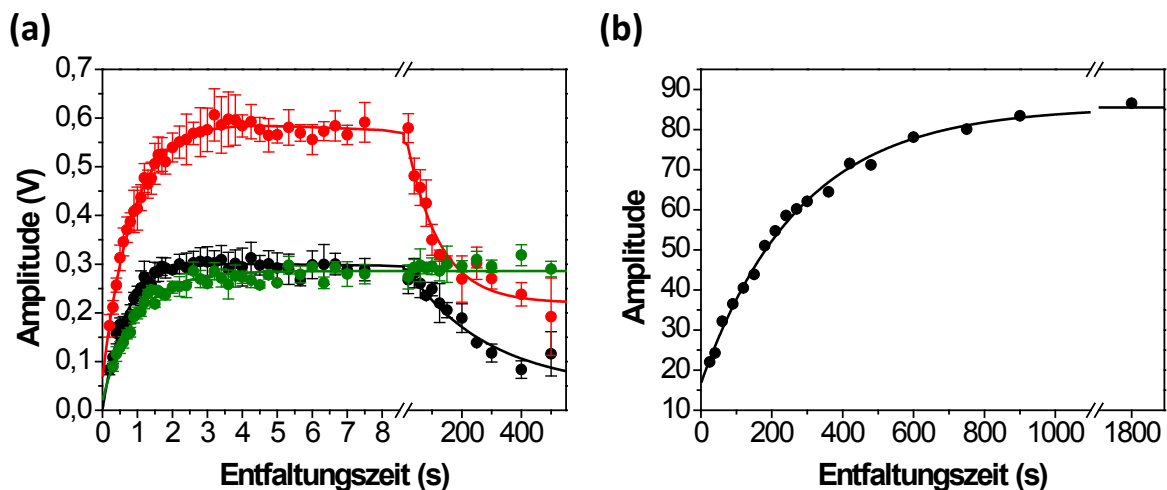 (a)
Amplitude (V)
0,7
0,6
0,5
0,4
0,3
0,2
0,1
0,0
0 1 2 3 4 5 6 7 8 200 400
Entfaltungszeit (s)
(b)
Amplitude
90
80
70
60
50
40
30
20
10
0 200 400 600 800 1000 1800
Entfaltungszeit (s)